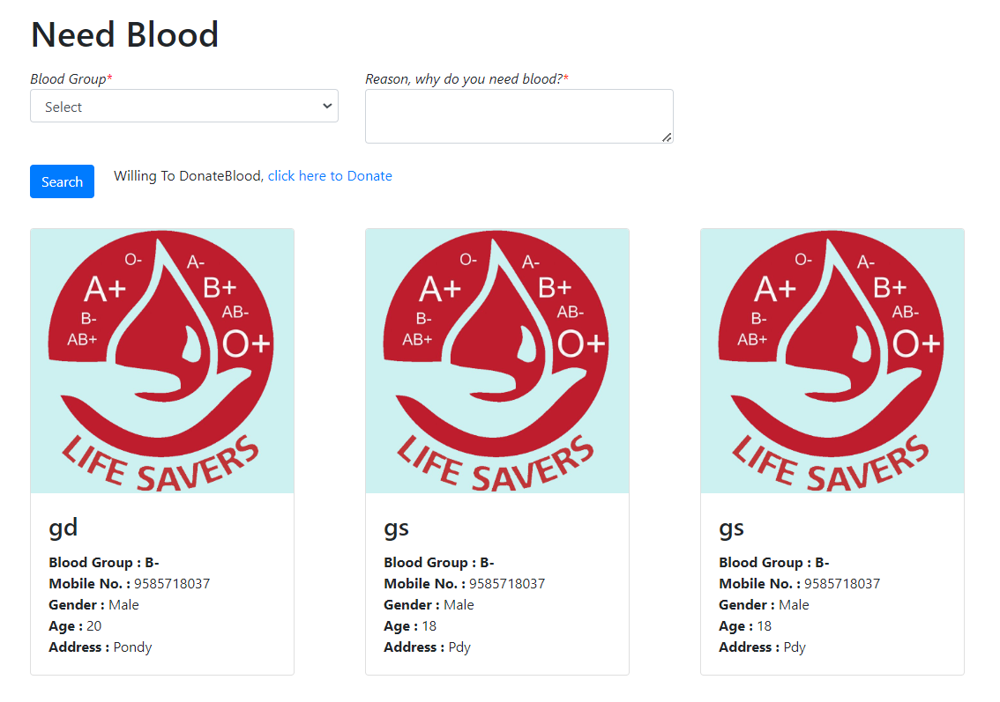 Need Blood
Blood Group*
Reason, why do you need blood?*
Select
Search
Willing To DonateBlood, click here to Donate
O-
A-
A+
B+
B-
AB-
AB+
O+
LIFE SAVERS
gd
Blood Group : B-
Mobile No. : 9585718037
Gender : Male
Age : 20
Address : Pondy
O-
A-
A+
B+
B-
AB-
AB+
O+
LIFE SAVERS
gs
Blood Group : B-
Mobile No. : 9585718037
Gender : Male
Age : 18
Address : Pdy
O-
A-
A+
B+
B-
AB-
AB+
O+
LIFE SAVERS
gs
Blood Group : B-
Mobile No. : 9585718037
Gender : Male
Age : 18
Address : Pdy